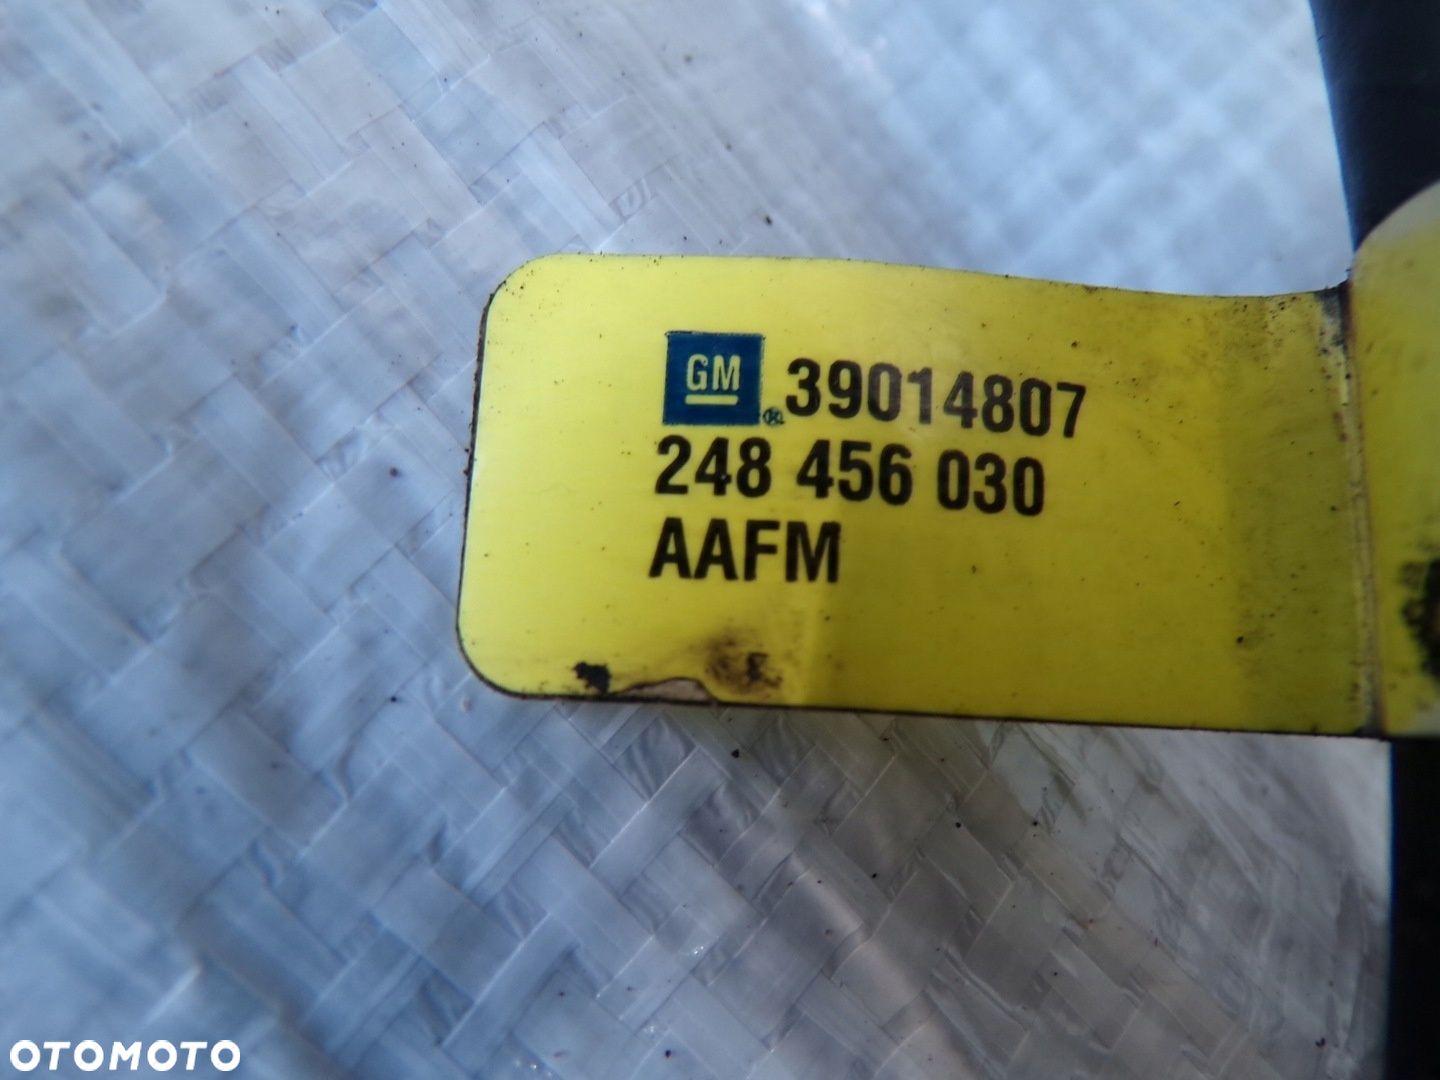 GM ® 39014807
248 456 030
AAFM
OTOMOTO